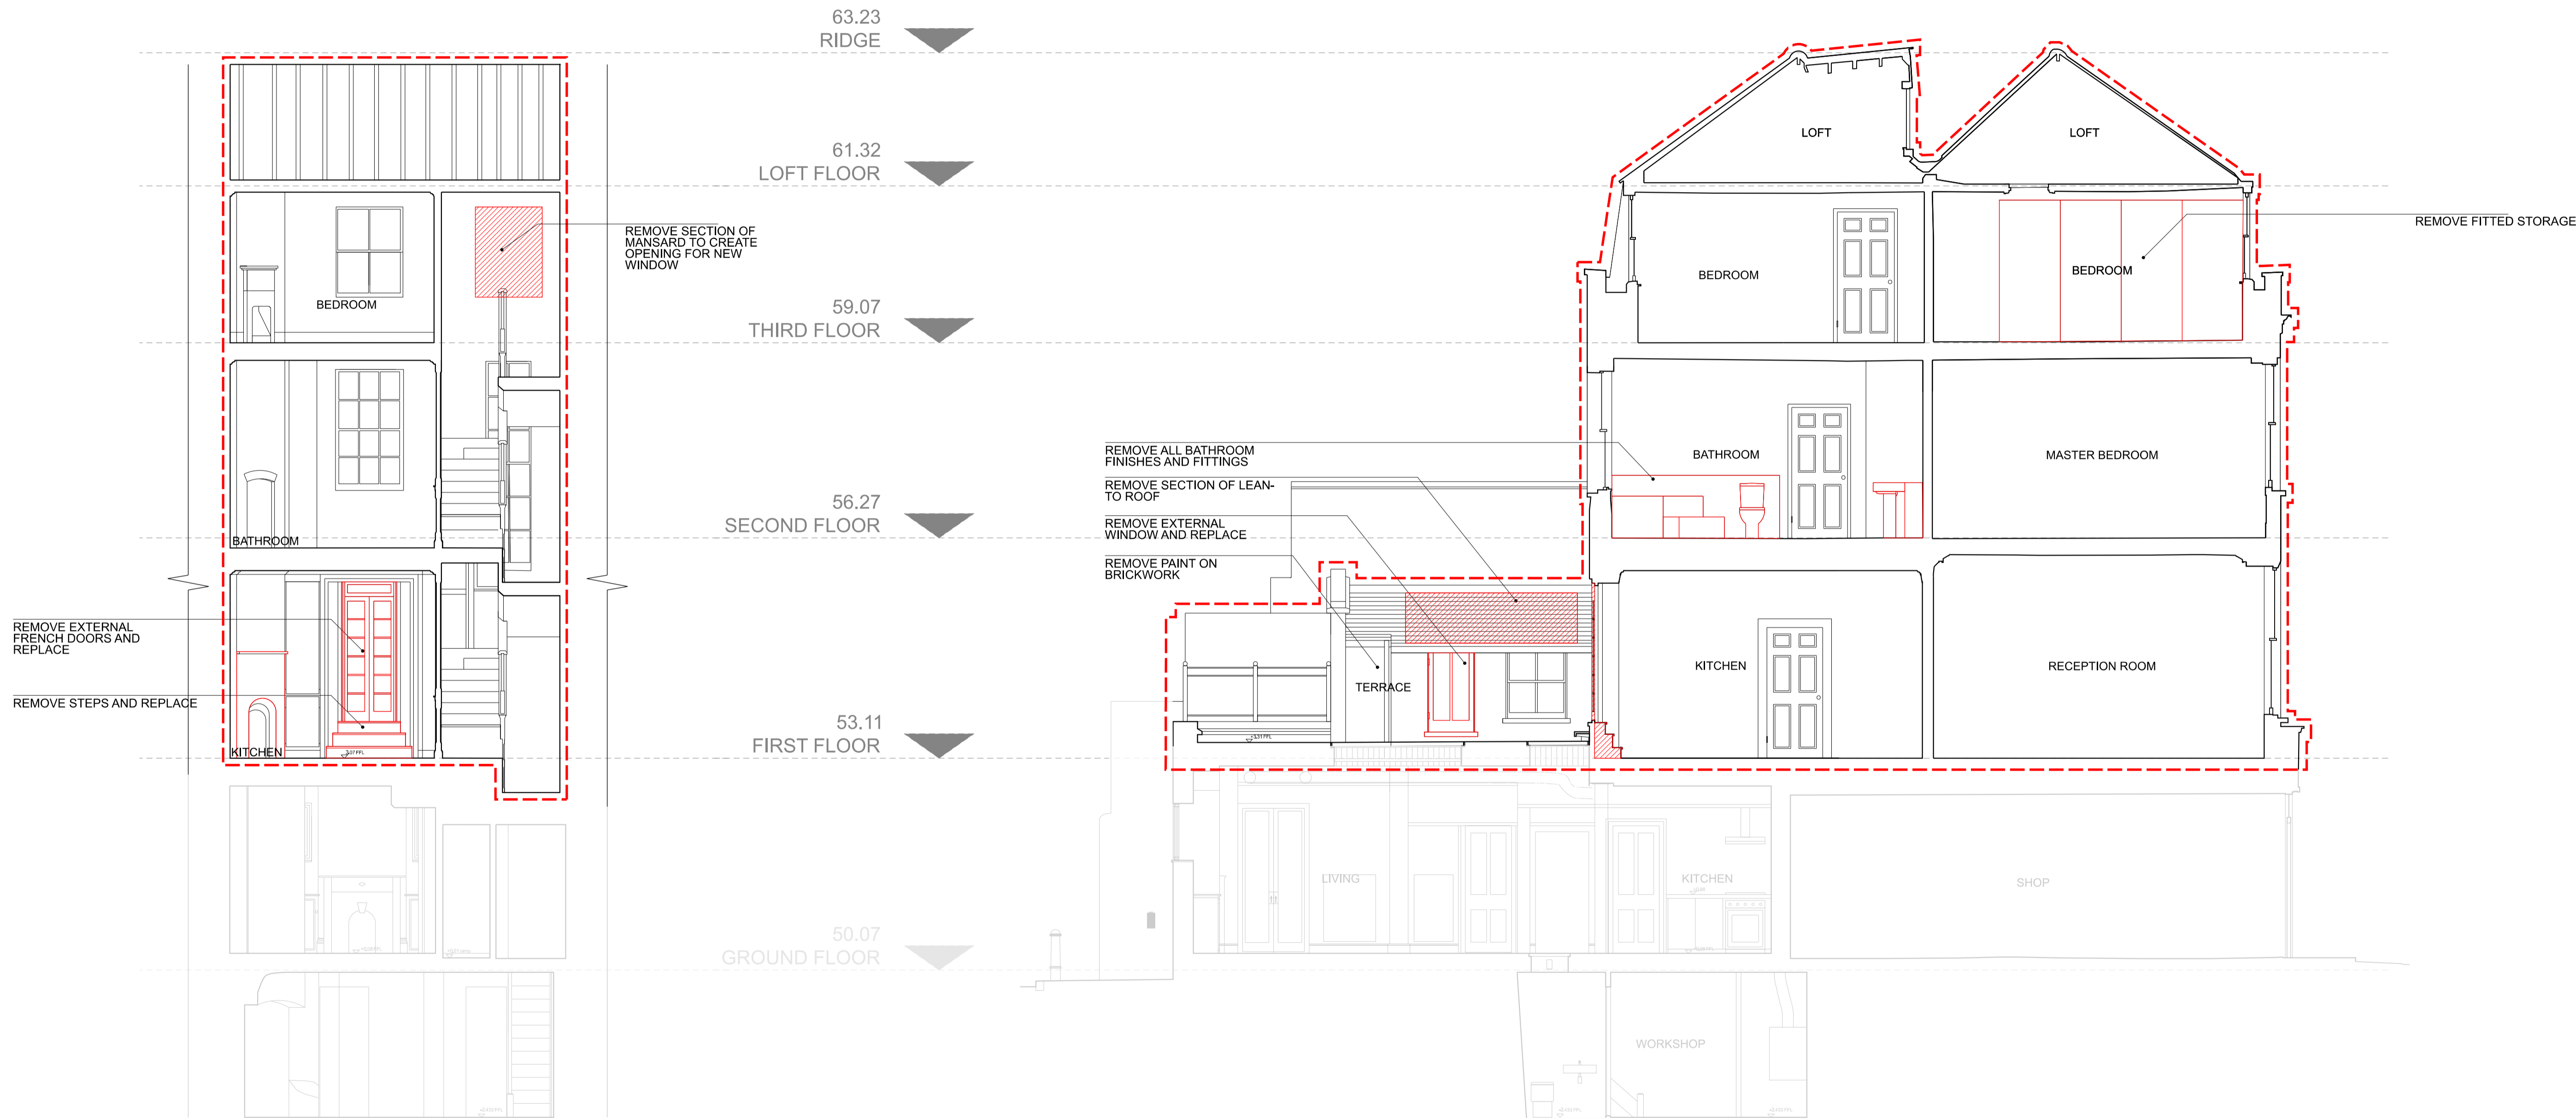 63.23
RIDGE
61.32
LOFT FLOOR
59.07
THIRD FLOOR
56.27
SECOND FLOOR
53.11
FIRST FLOOR
50.07
GROUND FLOOR
REMOVE SECTION OF
MANSARD TO CREATE
OPENING FOR NEW
WINDOW
BEDROOM
BATHROOM
REMOVE EXTERNAL
FRENCH DOORS AND
REPLACE
REMOVE STEPS AND REPLACE
KITCHEN
LOFT
LOFT
REMOVE FITTED STORAGE
BEDROOM
BEDROOM
REMOVE ALL BATHROOM
FINISHES AND FITTINGS
REMOVE SECTION OF LEAN-
TO ROOF
REMOVE EXTERNAL
WINDOW AND REPLACE
REMOVE PAINT ON
BRICKWORK
BATHROOM
MASTER BEDROOM
TERRACE
KITCHEN
RECEPTION ROOM
LIVING
KITCHEN
SHOP
WORKSHOP